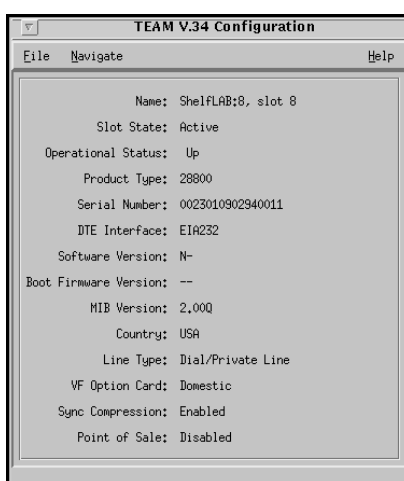 TEAM V.34 Configuration
File Navigate Help
Name: ShelfLAB:8, slot 8
Slot State: Active
Operational Status: Up
Product Type: 28800
Serial Number: 0023010902940011
DTE Interface: EIA232
Software Version: N-
Boot Firmware Version: --
MIB Version: 2.00Q
Country: USA
Line Type: Dial/Private Line
VF Option Card: Domestic
Sync Compression: Enabled
Point of Sale: Disabled